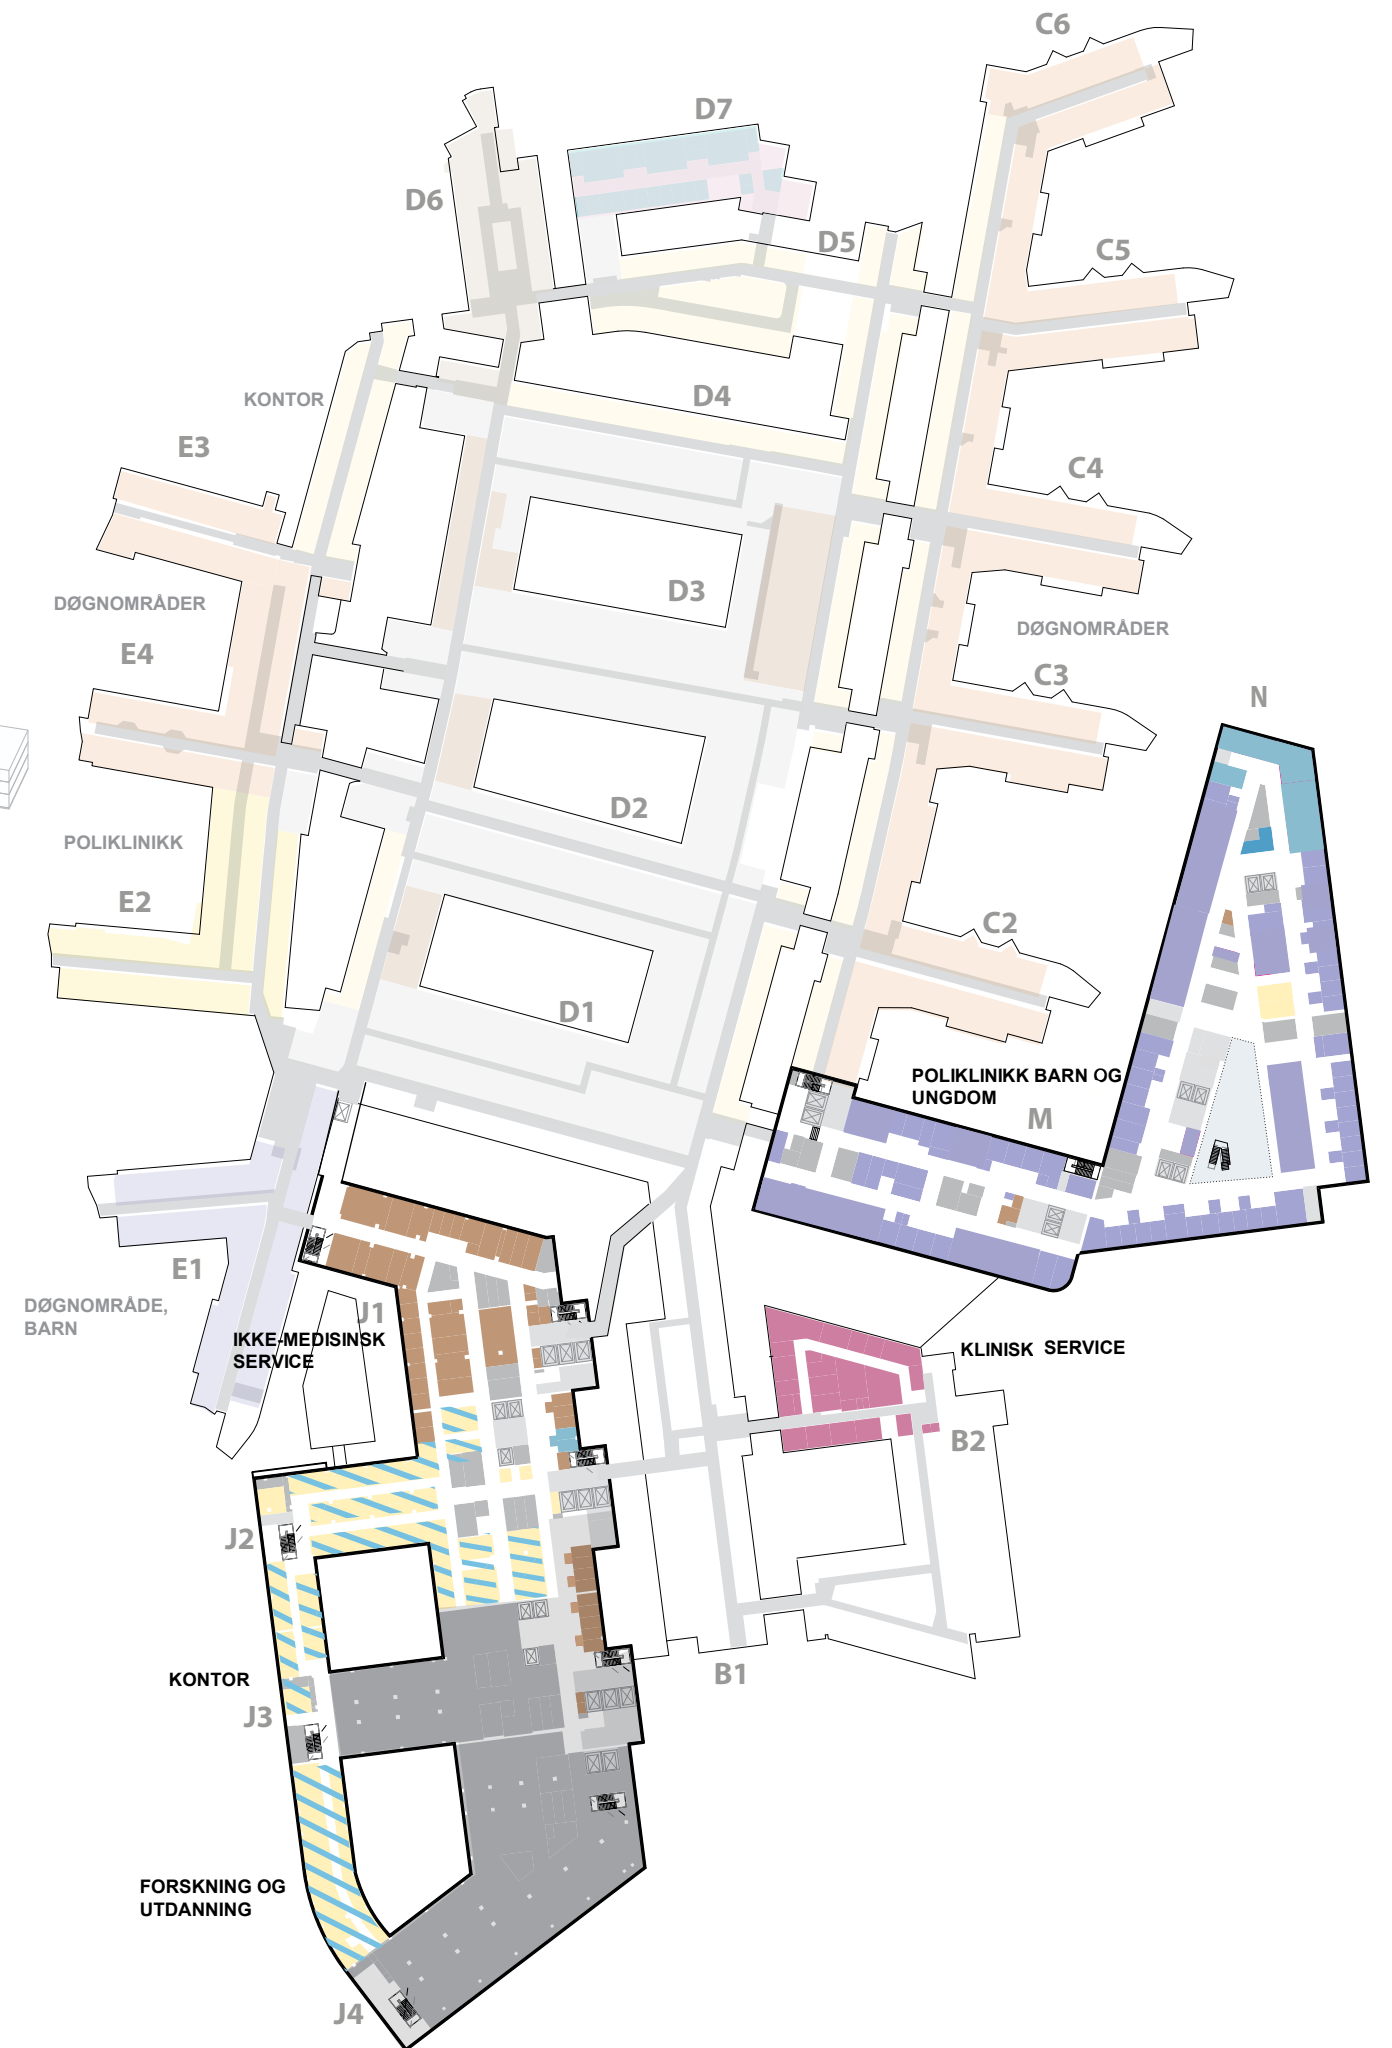 C6
D7
D6
D5
C5
KONTOR
D4
E3
C4
D3
DØGNOMRÅDER
DØGNOMRÅDER
E4
C3
N
D2
POLIKLINIKK
E2
C2
D1
POLIKLINIKK BARN OG
UNGDOM
M
E1
DØGNOMRÅDE,
BARN
J1
IKKE-MEDISINSK
SERVICE
KLINISK SERVICE
B2
J2
KONTOR
B1
J3
FORSKNING OG
UTDANNING
J4